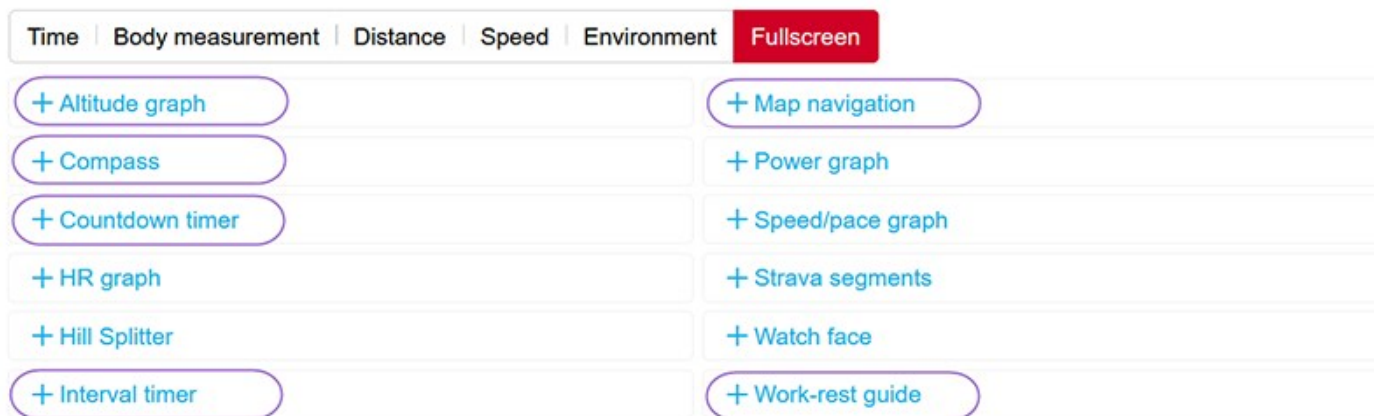 Time Body measurement Distance Speed Environment Fullscreen
+ Altitude graph
+ Compass
+ Countdown timer
+ HR graph
+ Hill Splitter
+ Interval timer
+ Map navigation
+ Power graph
+ Speed/pace graph
+ Strava segments
+ Watch face
+ Work-rest guide